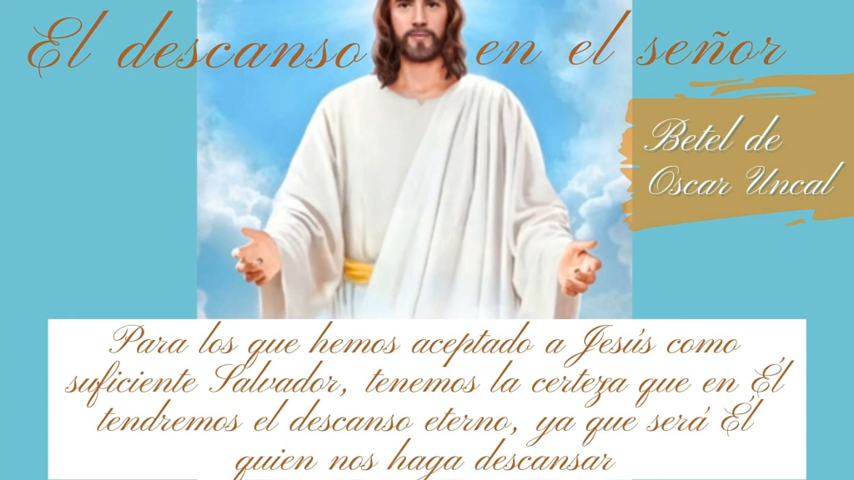 El descanso en el señor
Betel de
Oscar Uncal
Para los que hemos aceptado a Jesús como
suficiente Salvador, tenemos la certeza que en Él
tendremos el descanso eterno, ya que será Él
quien nos haga descansar